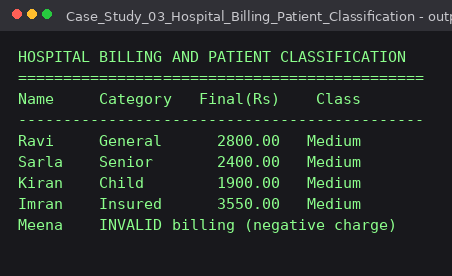 Case_Study_03_Hospital_Billing_Patient_Classification - outp
HOSPITAL BILLING AND PATIENT CLASSIFICATION
=============================================
Name     Category   Final(Rs)    Class
---------------------------------------------
Ravi     General      2800.00   Medium
Sarla    Senior       2400.00   Medium
Kiran    Child        1900.00   Medium
Imran    Insured      3550.00   Medium
Meena    INVALID billing (negative charge)